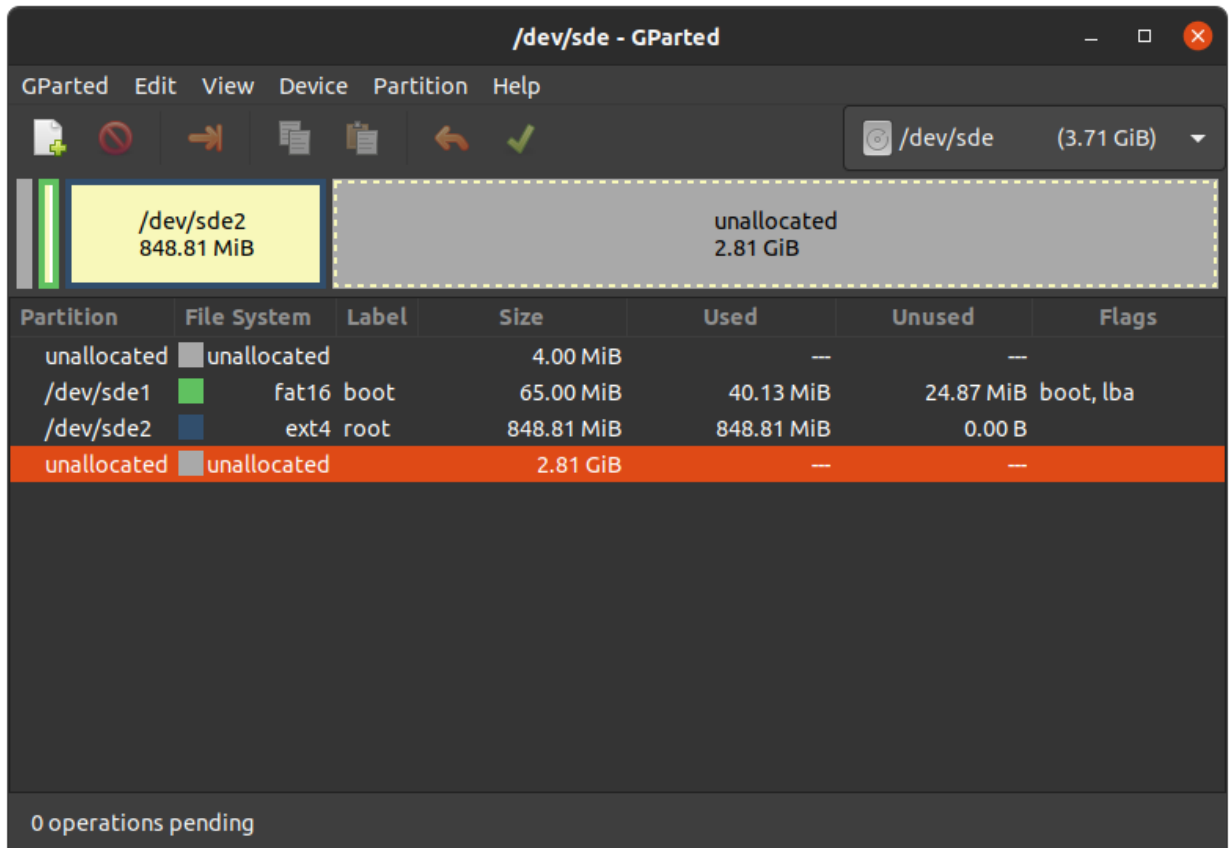 /dev/sde - GParted
GParted Edit View Device Partition Help
/dev/sde (3.71 GiB)
/dev/sde2
848.81 MiB
unallocated
2.81 GiB
Partition File System Label Size Used Unused Flags
unallocated unallocated 4.00 MiB --- ---
/dev/sde1 fat16 boot 65.00 MiB 40.13 MiB 24.87 MiB boot, lba
/dev/sde2 ext4 root 848.81 MiB 848.81 MiB 0.00 B
unallocated unallocated 2.81 GiB --- ---
0 operations pending